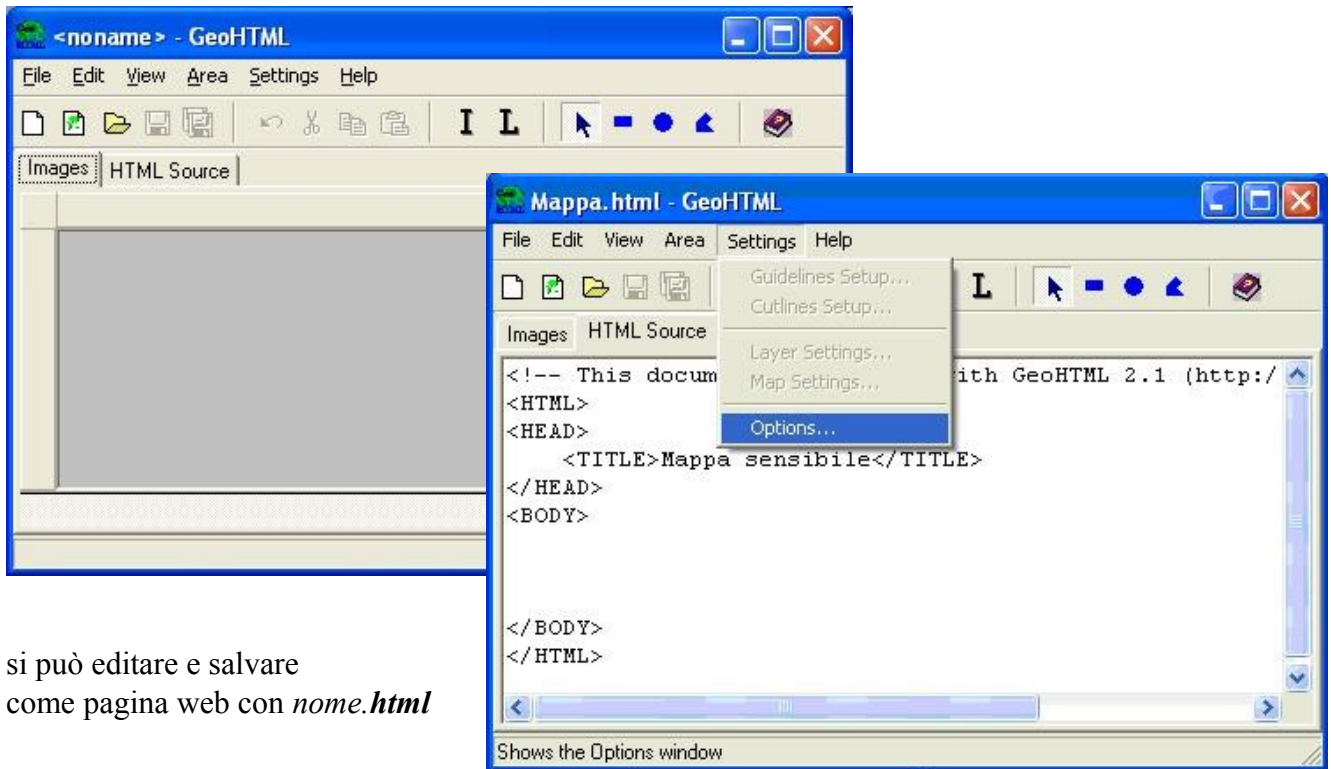 <noname> - GeoHTML
File Edit View Area Settings Help
I L
Images HTML Source
Mappa.html - GeoHTML
File Edit View Area Settings Help
Guidelines Setup...
Cutlines Setup...
Layer Settings...
Map Settings...
Options...
L
Images HTML Source
<!-- This docum ith GeoHTML 2.1 (http:/
<HTML>
<HEAD>
<TITLE>Mappa sensibile</TITLE>
</HEAD>
<BODY>
</BODY>
</HTML>
Shows the Options window
si può editare e salvare
come pagina web con nome.html